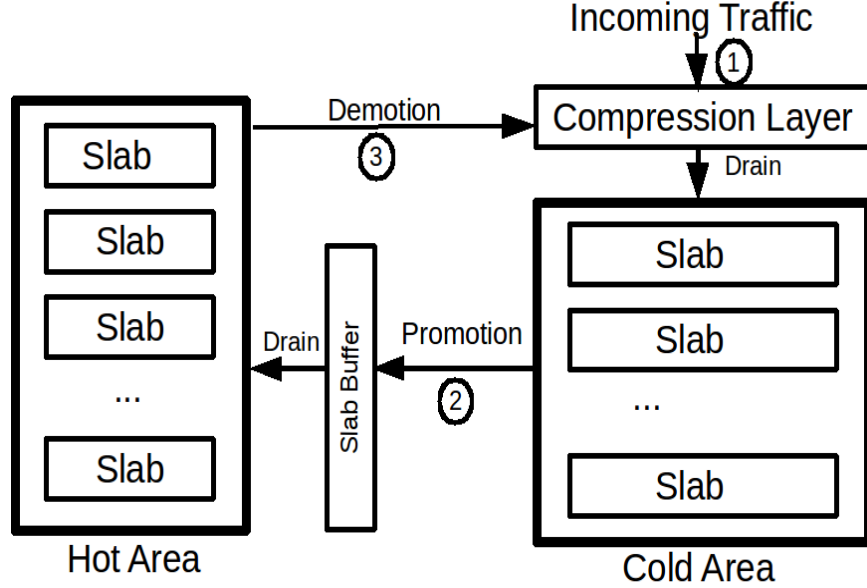 Incoming Traffic
1
Demotion
3
Compression Layer
Drain
Slab
Slab
Slab
...
Slab
Hot Area
Drain
Slab Buffer
Promotion
2
Slab
Slab
...
Slab
Cold Area